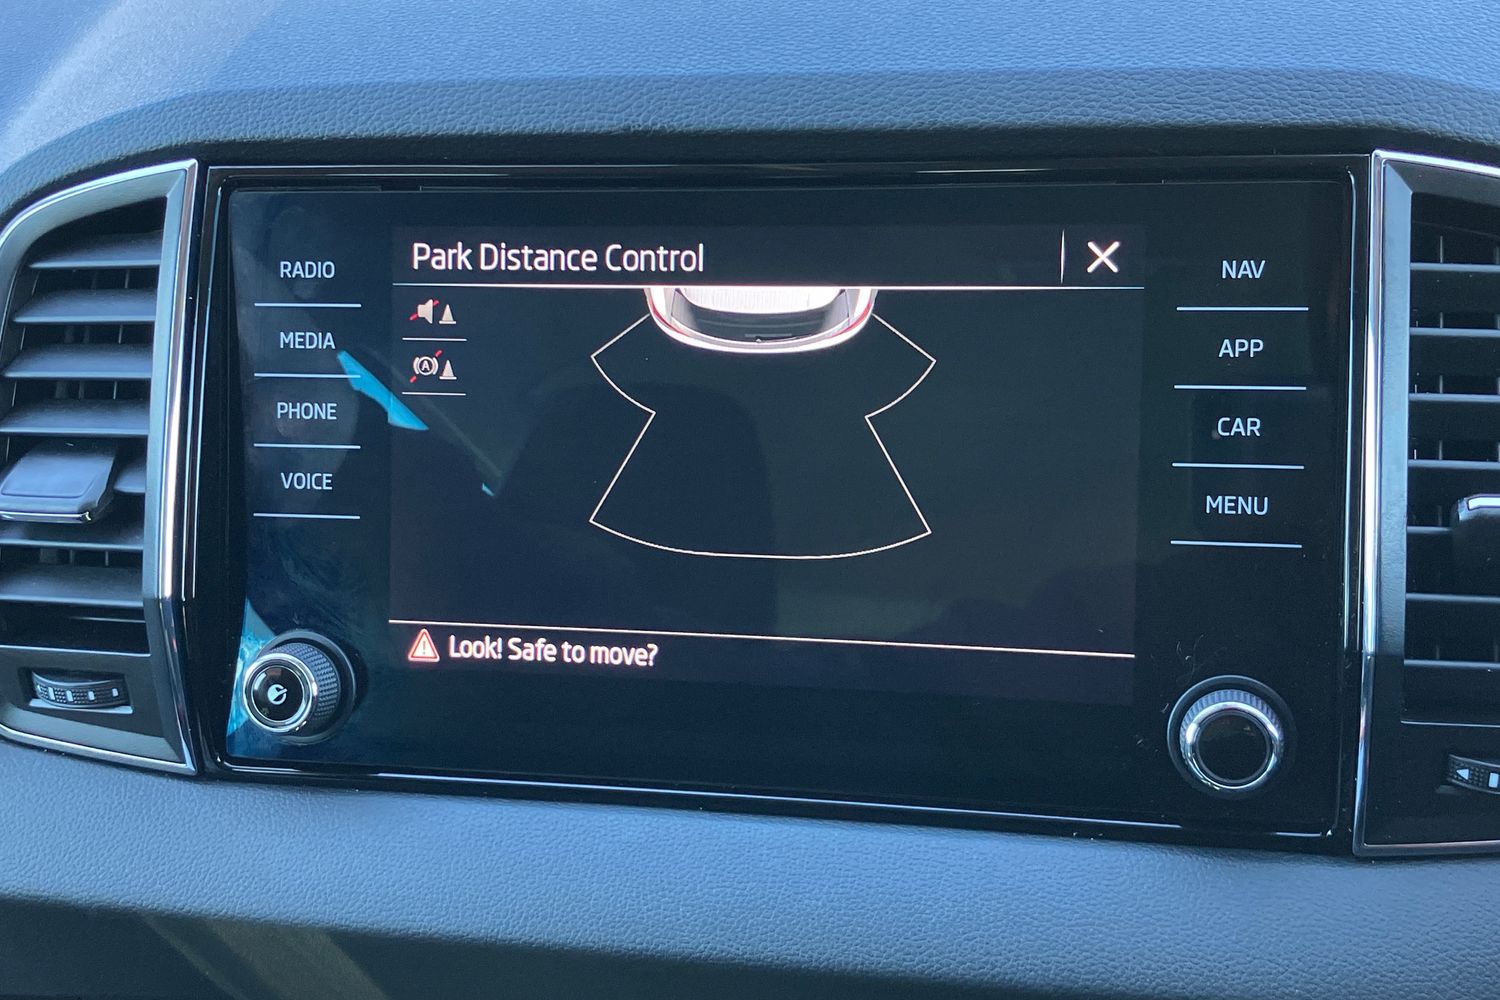 Park Distance Control
RADIO
MEDIA
PHONE
VOICE
A
NAV
APP
CAR
MENU
Look! Safe to move?